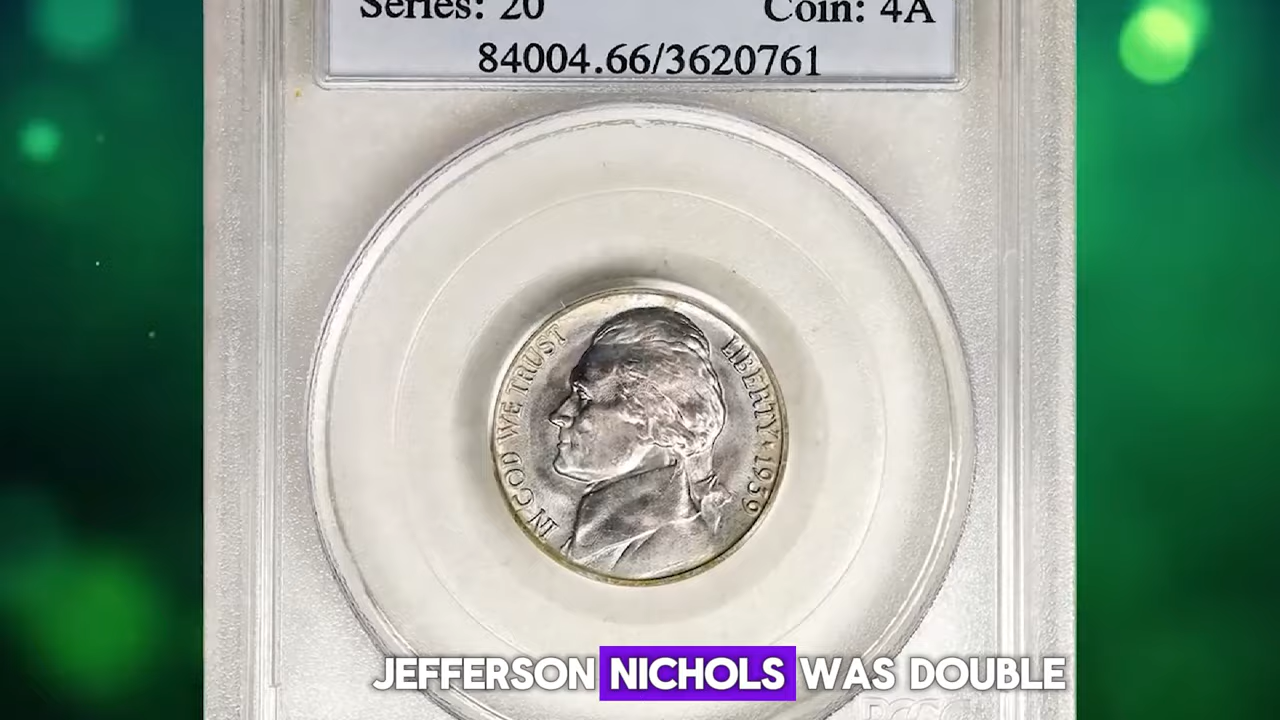 Series: 20 Coin: 4A
84004.66/3620761
IN GOD WE TRUST
LIBERTY ★ 1939
JEFFERSON NICHOLS WAS DOUBLE